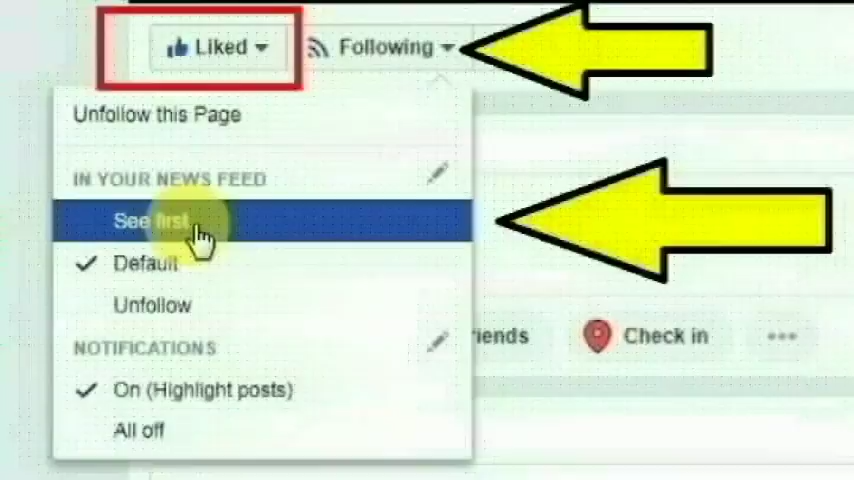 Liked Following
Unfollow this Page
IN YOUR NEWS FEED
See first
Default
Unfollow
NOTIFICATIONS
On (Highlight posts)
All off
riends Check in